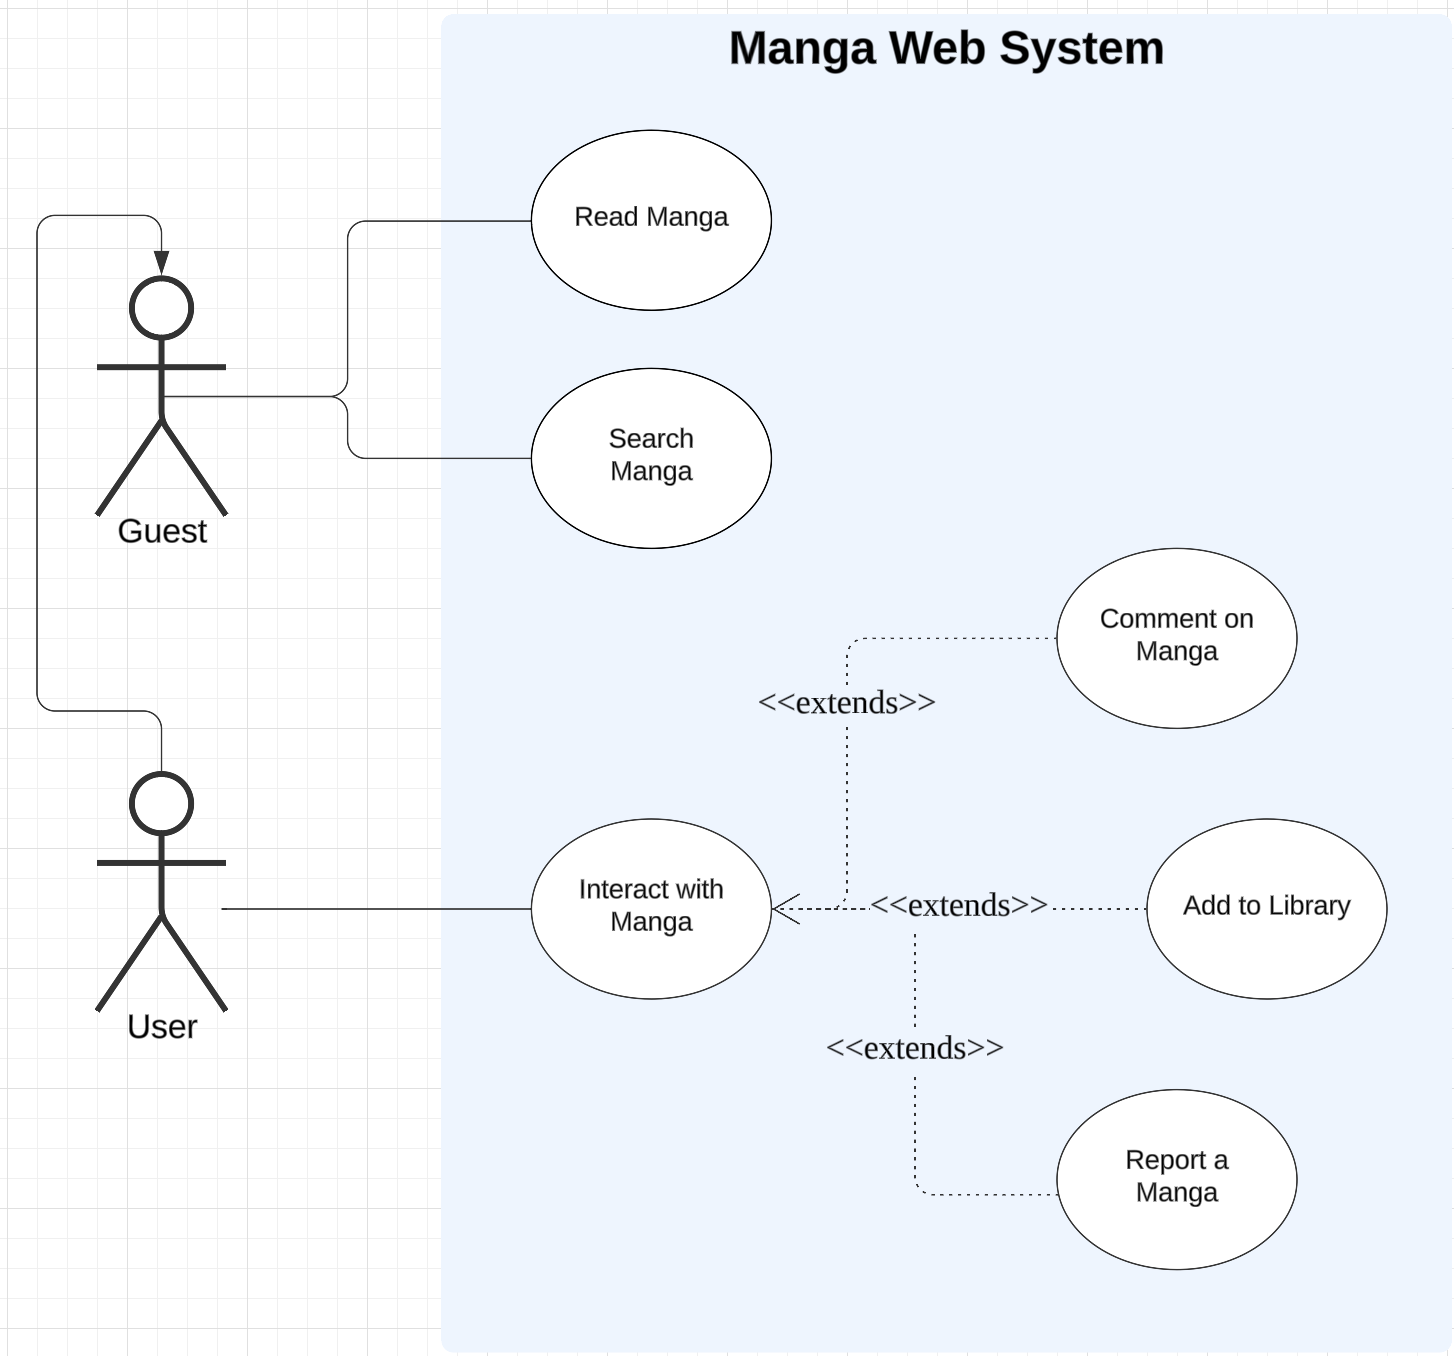 Manga Web System
Read Manga
Search
Manga
Guest
Comment on
Manga
<<extends>>
Interact with
Manga
<<extends>>
Add to Library
User
<<extends>>
Report a
Manga